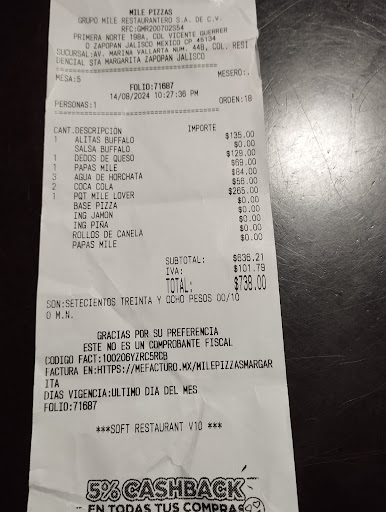 MILE PIZZAS
GRUPO MILE RESTAURANTERO S.A. DE C.V.
RFC:GMR200702554
PRIMERA NORTE 198A, COL VICENTE GUERRER
O ZAPOPAN JALISCO MEXICO CP 45134
SUCURSAL:AV. MARINA VALLARTA NUM. 44B, COL. RESI
DENCIAL STA MARGARITA ZAPOPAN JALISCO
MESA:5 MESERO:.
FOLIO:71687
14/08/2024 10:27:36 PM
PERSONAS:1 ORDEN:18
CANT.DESCRIPCION IMPORTE
1 ALITAS BUFFALO $135.00
SALSA BUFFALO $0.00
1 DEDOS DE QUESO $129.00
1 PAPAS MILE $69.00
3 AGUA DE HORCHATA $84.00
2 COCA COLA $56.00
1 PQT MILE LOVER $265.00
BASE PIZZA $0.00
ING JAMON $0.00
ING PIÑA $0.00
ROLLOS DE CANELA $0.00
PAPAS MILE $0.00
SUBTOTAL: $636.21
IVA: $101.79
TOTAL: $738.00
SON:SETECIENTOS TREINTA Y OCHO PESOS 00/10
0 M.N.
GRACIAS POR SU PREFERENCIA
ESTE NO ES UN COMPROBANTE FISCAL
CODIGO FACT:100206YZRC5RCB
FACTURA EN:HTTPS://MEFACTURO.MX/MILEPIZZASMARGAR
ITA
DIAS VIGENCIA:ULTIMO DIA DEL MES
FOLIO:71687
***SOFT RESTAURANT V10 ***
5% CASHBACK
EN TODAS TUS COMPRAS